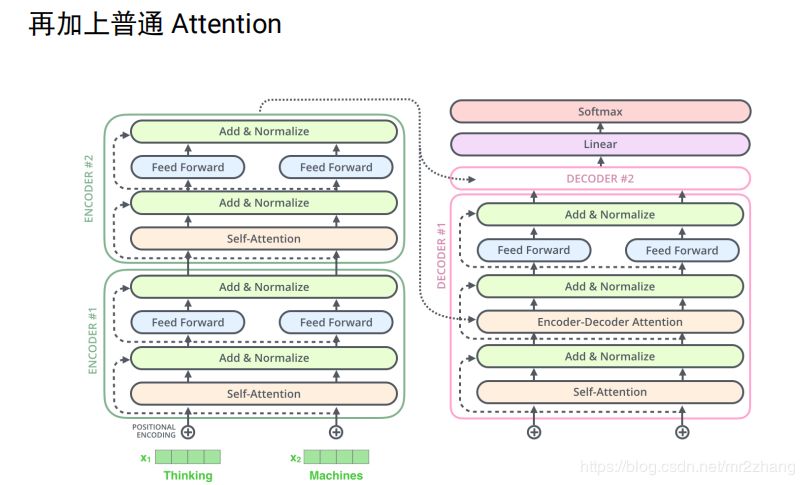 再加上普通 Attention
ENCODER #2
Add & Normalize
Feed Forward
Feed Forward
Add & Normalize
Self-Attention
ENCODER #1
Add & Normalize
Feed Forward
Feed Forward
Add & Normalize
Self-Attention
POSITIONAL
ENCODING
x₁
x₂
Thinking
Machines
Softmax
Linear
DECODER #2
DECODER #1
Add & Normalize
Feed Forward
Feed Forward
Add & Normalize
Encoder-Decoder Attention
Add & Normalize
Self-Attention
https://blog.csdn.net/mr2zhang